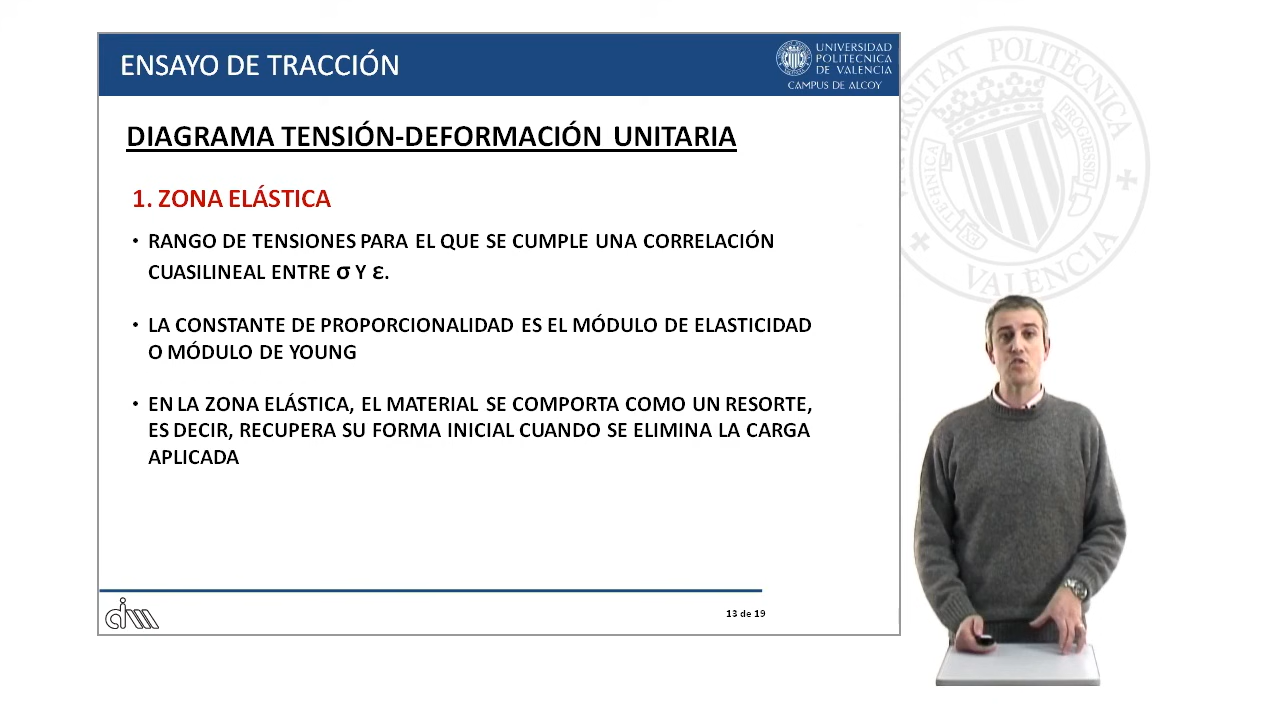 ENSAYO DE TRACCIÓN
UNIVERSIDAD
POLITECNICA
DE VALENCIA
CAMPUS DE ALCOY
DIAGRAMA TENSIÓN-DEFORMACIÓN UNITARIA
1. ZONA ELÁSTICA
• RANGO DE TENSIONES PARA EL QUE SE CUMPLE UNA CORRELACIÓN
CUASILINEAL ENTRE σ Y ε.
• LA CONSTANTE DE PROPORCIONALIDAD ES EL MÓDULO DE ELASTICIDAD
O MÓDULO DE YOUNG
• EN LA ZONA ELÁSTICA, EL MATERIAL SE COMPORTA COMO UN RESORTE,
ES DECIR, RECUPERA SU FORMA INICIAL CUANDO SE ELIMINA LA CARGA
APLICADA
13 de 19
POLITÈCNICA
VALÈNCIA